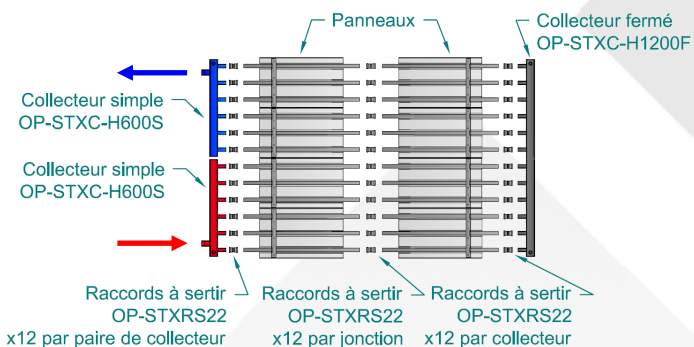 Panneaux
Collecteur fermé
OP-STXC-H1200F
Collecteur simple
OP-STXC-H600S
Collecteur simple
OP-STXC-H600S
Raccords à sertir
OP-STXRS22
x12 par paire de collecteur
Raccords à sertir
OP-STXRS22
x12 par jonction
Raccords à sertir
OP-STXRS22
x12 par collecteur